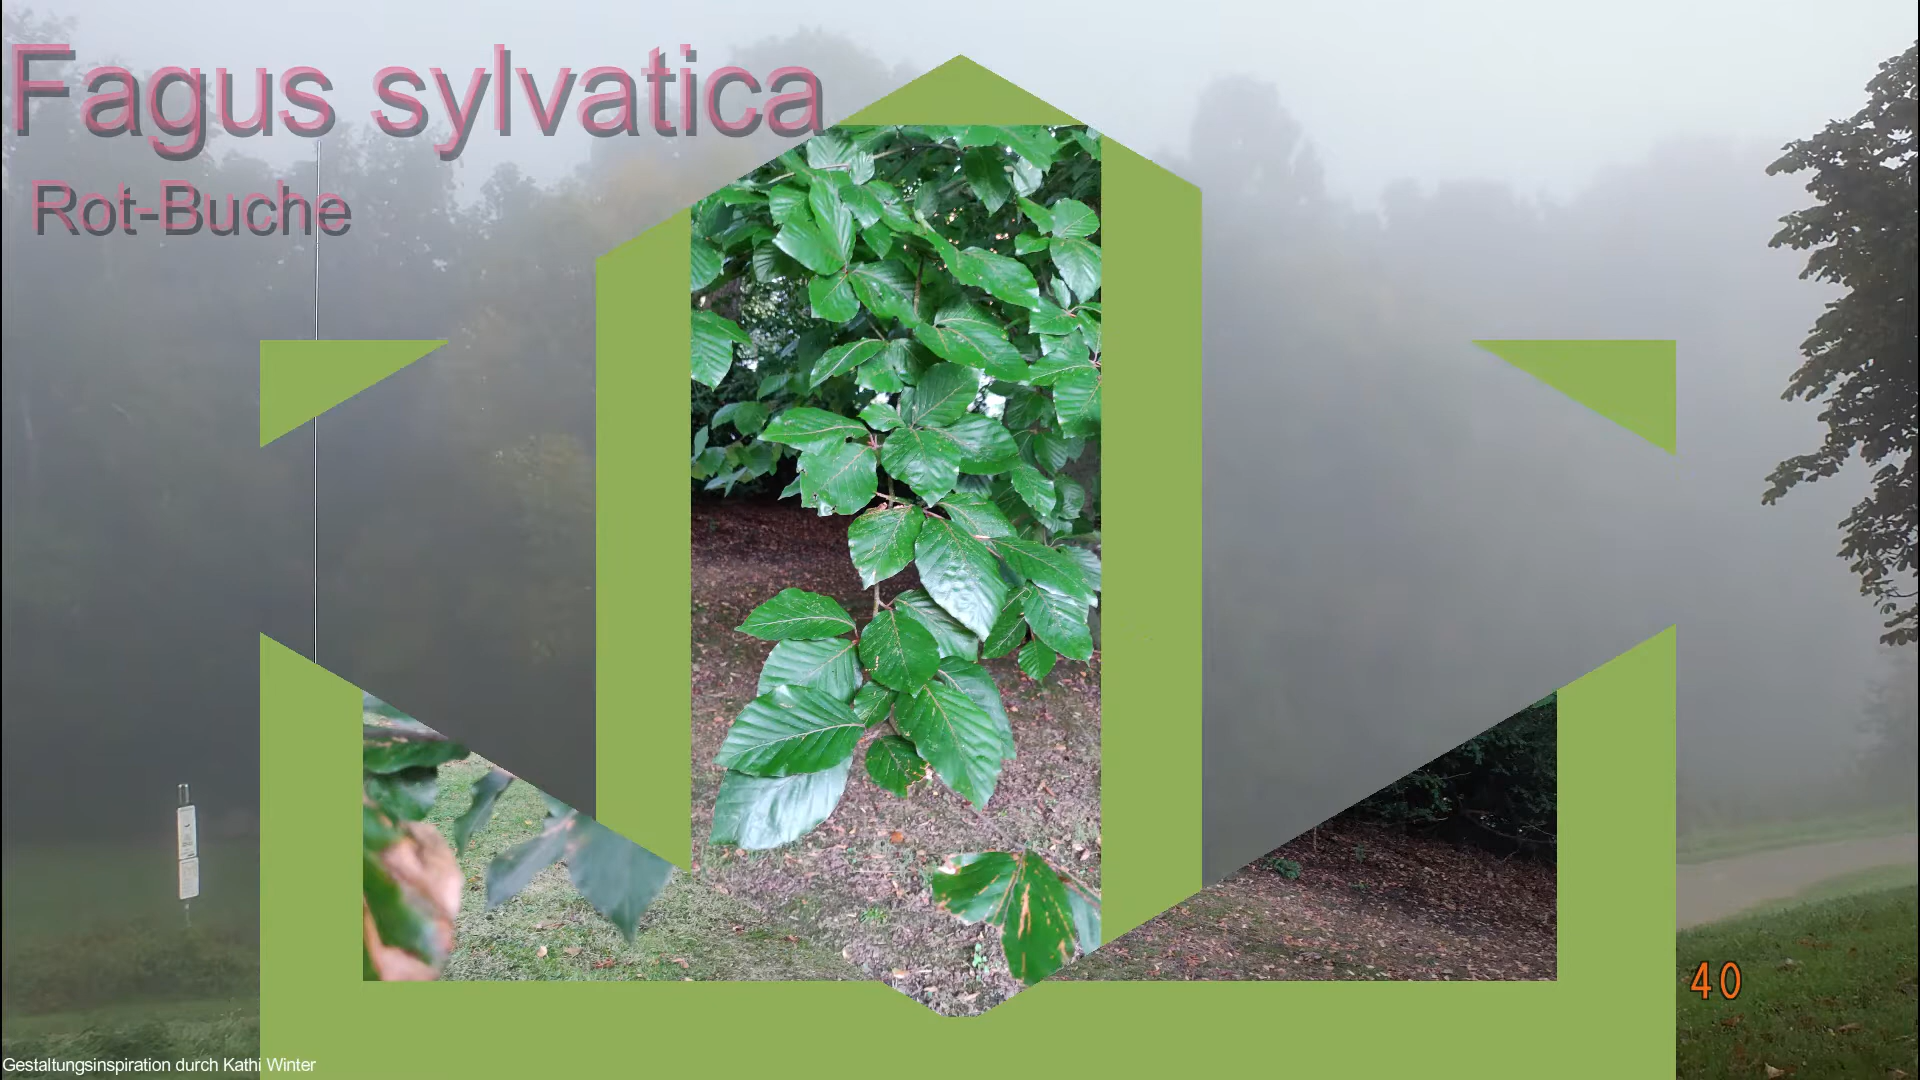 Fagus sylvatica
Rot-Buche
40
Gestaltungsinspiration durch Kathi Winter